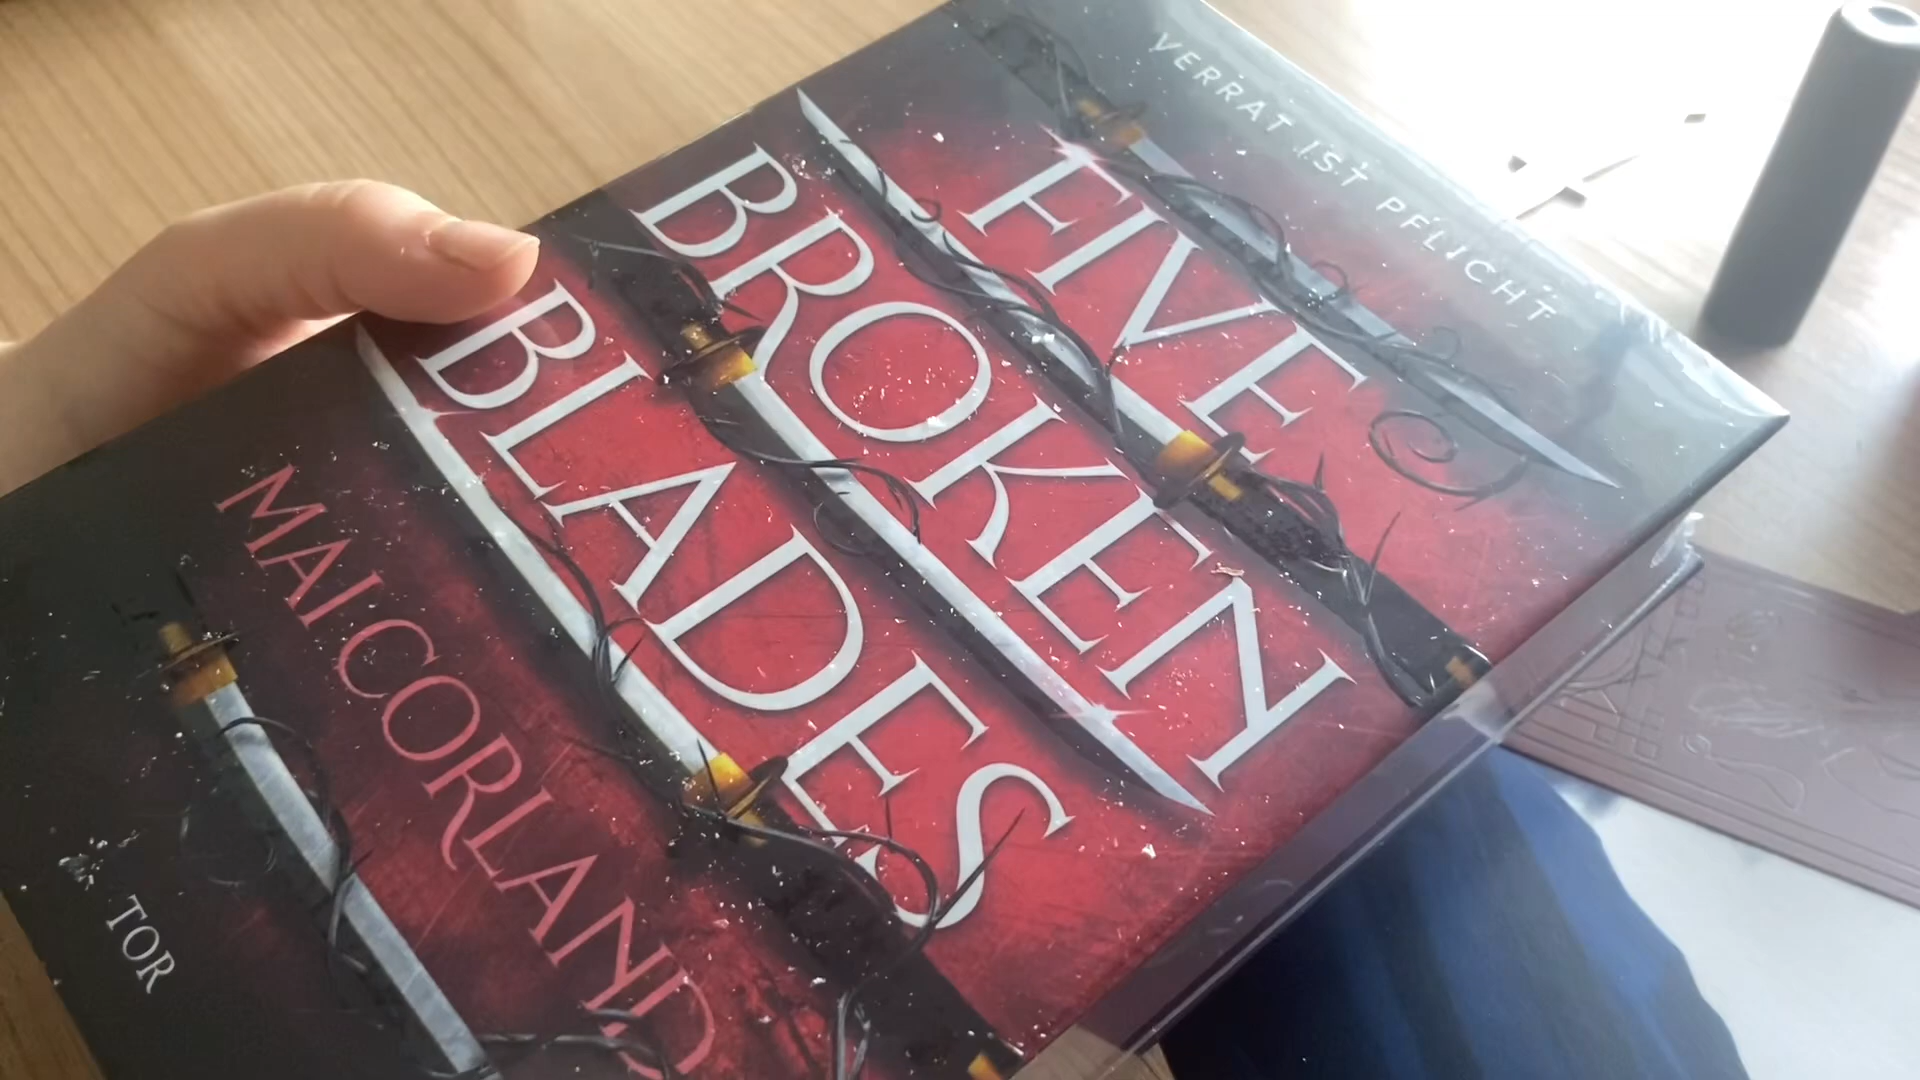 VERRAT IST PFLICHT
FIVE
BROKEN
BLADES
MAI CORLAND
TOR